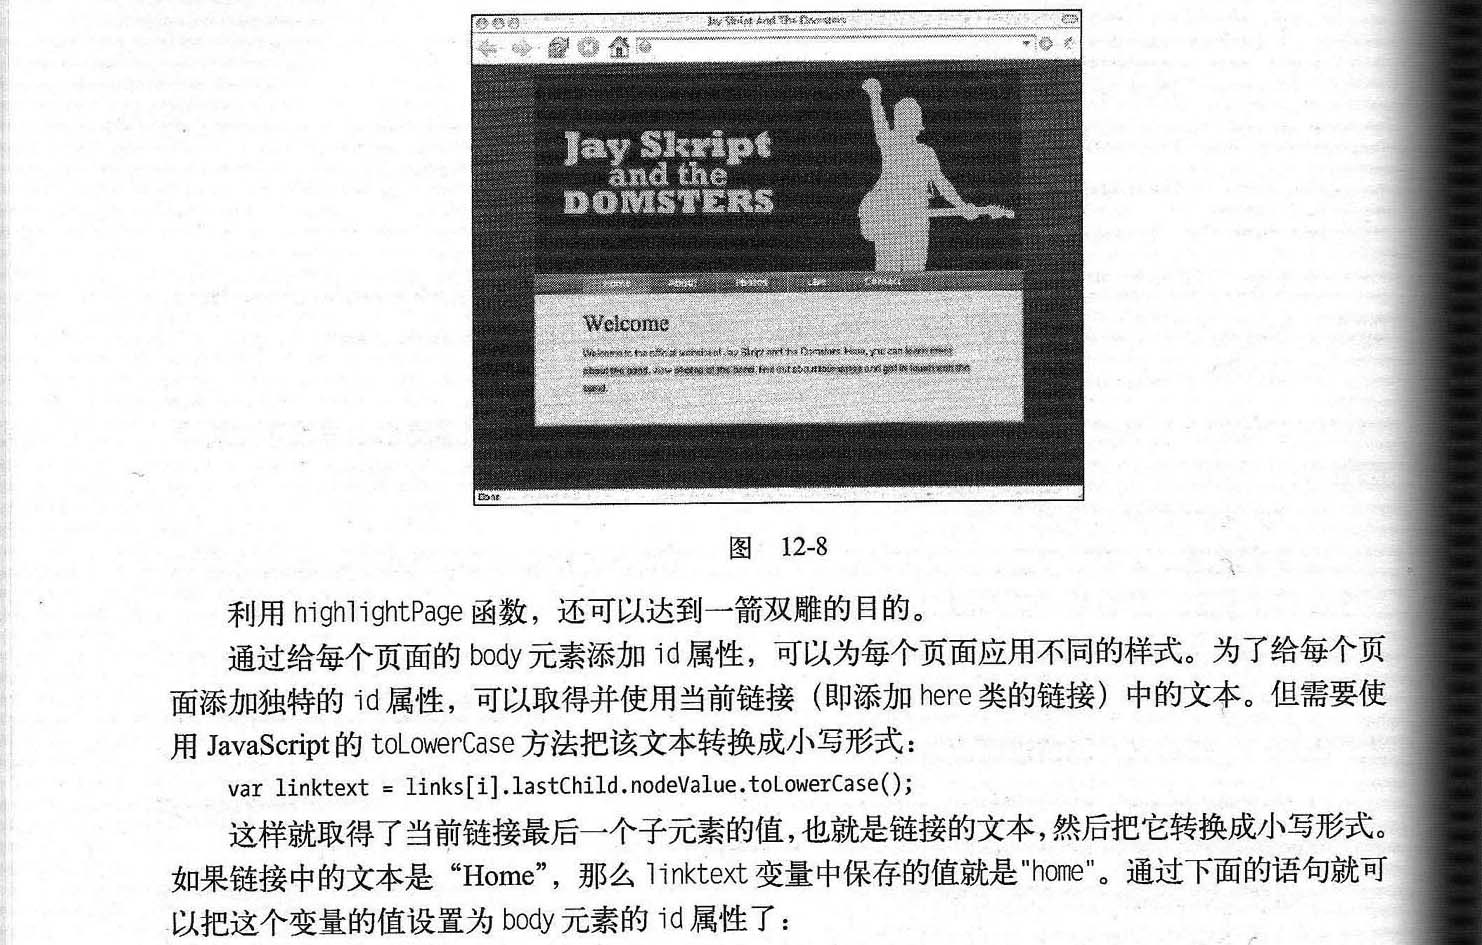 Jay Skript And The Domsters
Jay Skript
and the
DOMSTERS
Home About Photos Live Contact
Welcome
Welcome to the official website of Jay Skript and the Domsters. Here, you can learn more
about the band, view photos of the band, find out about tour dates and get in touch with the
band.
Done
图 12-8
利用 highlightPage 函数，还可以达到一箭双雕的目的。
通过给每个页面的 body 元素添加 id 属性，可以为每个页面应用不同的样式。为了给每个页
面添加独特的 id 属性，可以取得并使用当前链接（即添加 here 类的链接）中的文本。但需要使
用 JavaScript 的 toLowerCase 方法把该文本转换成小写形式：
var linktext = links[i].lastChild.nodeValue.toLowerCase();
这样就取得了当前链接最后一个子元素的值，也就是链接的文本，然后把它转换成小写形式。
如果链接中的文本是“Home”，那么 linktext 变量中保存的值就是"home"。通过下面的语句就可
以把这个变量的值设置为 body 元素的 id 属性了：